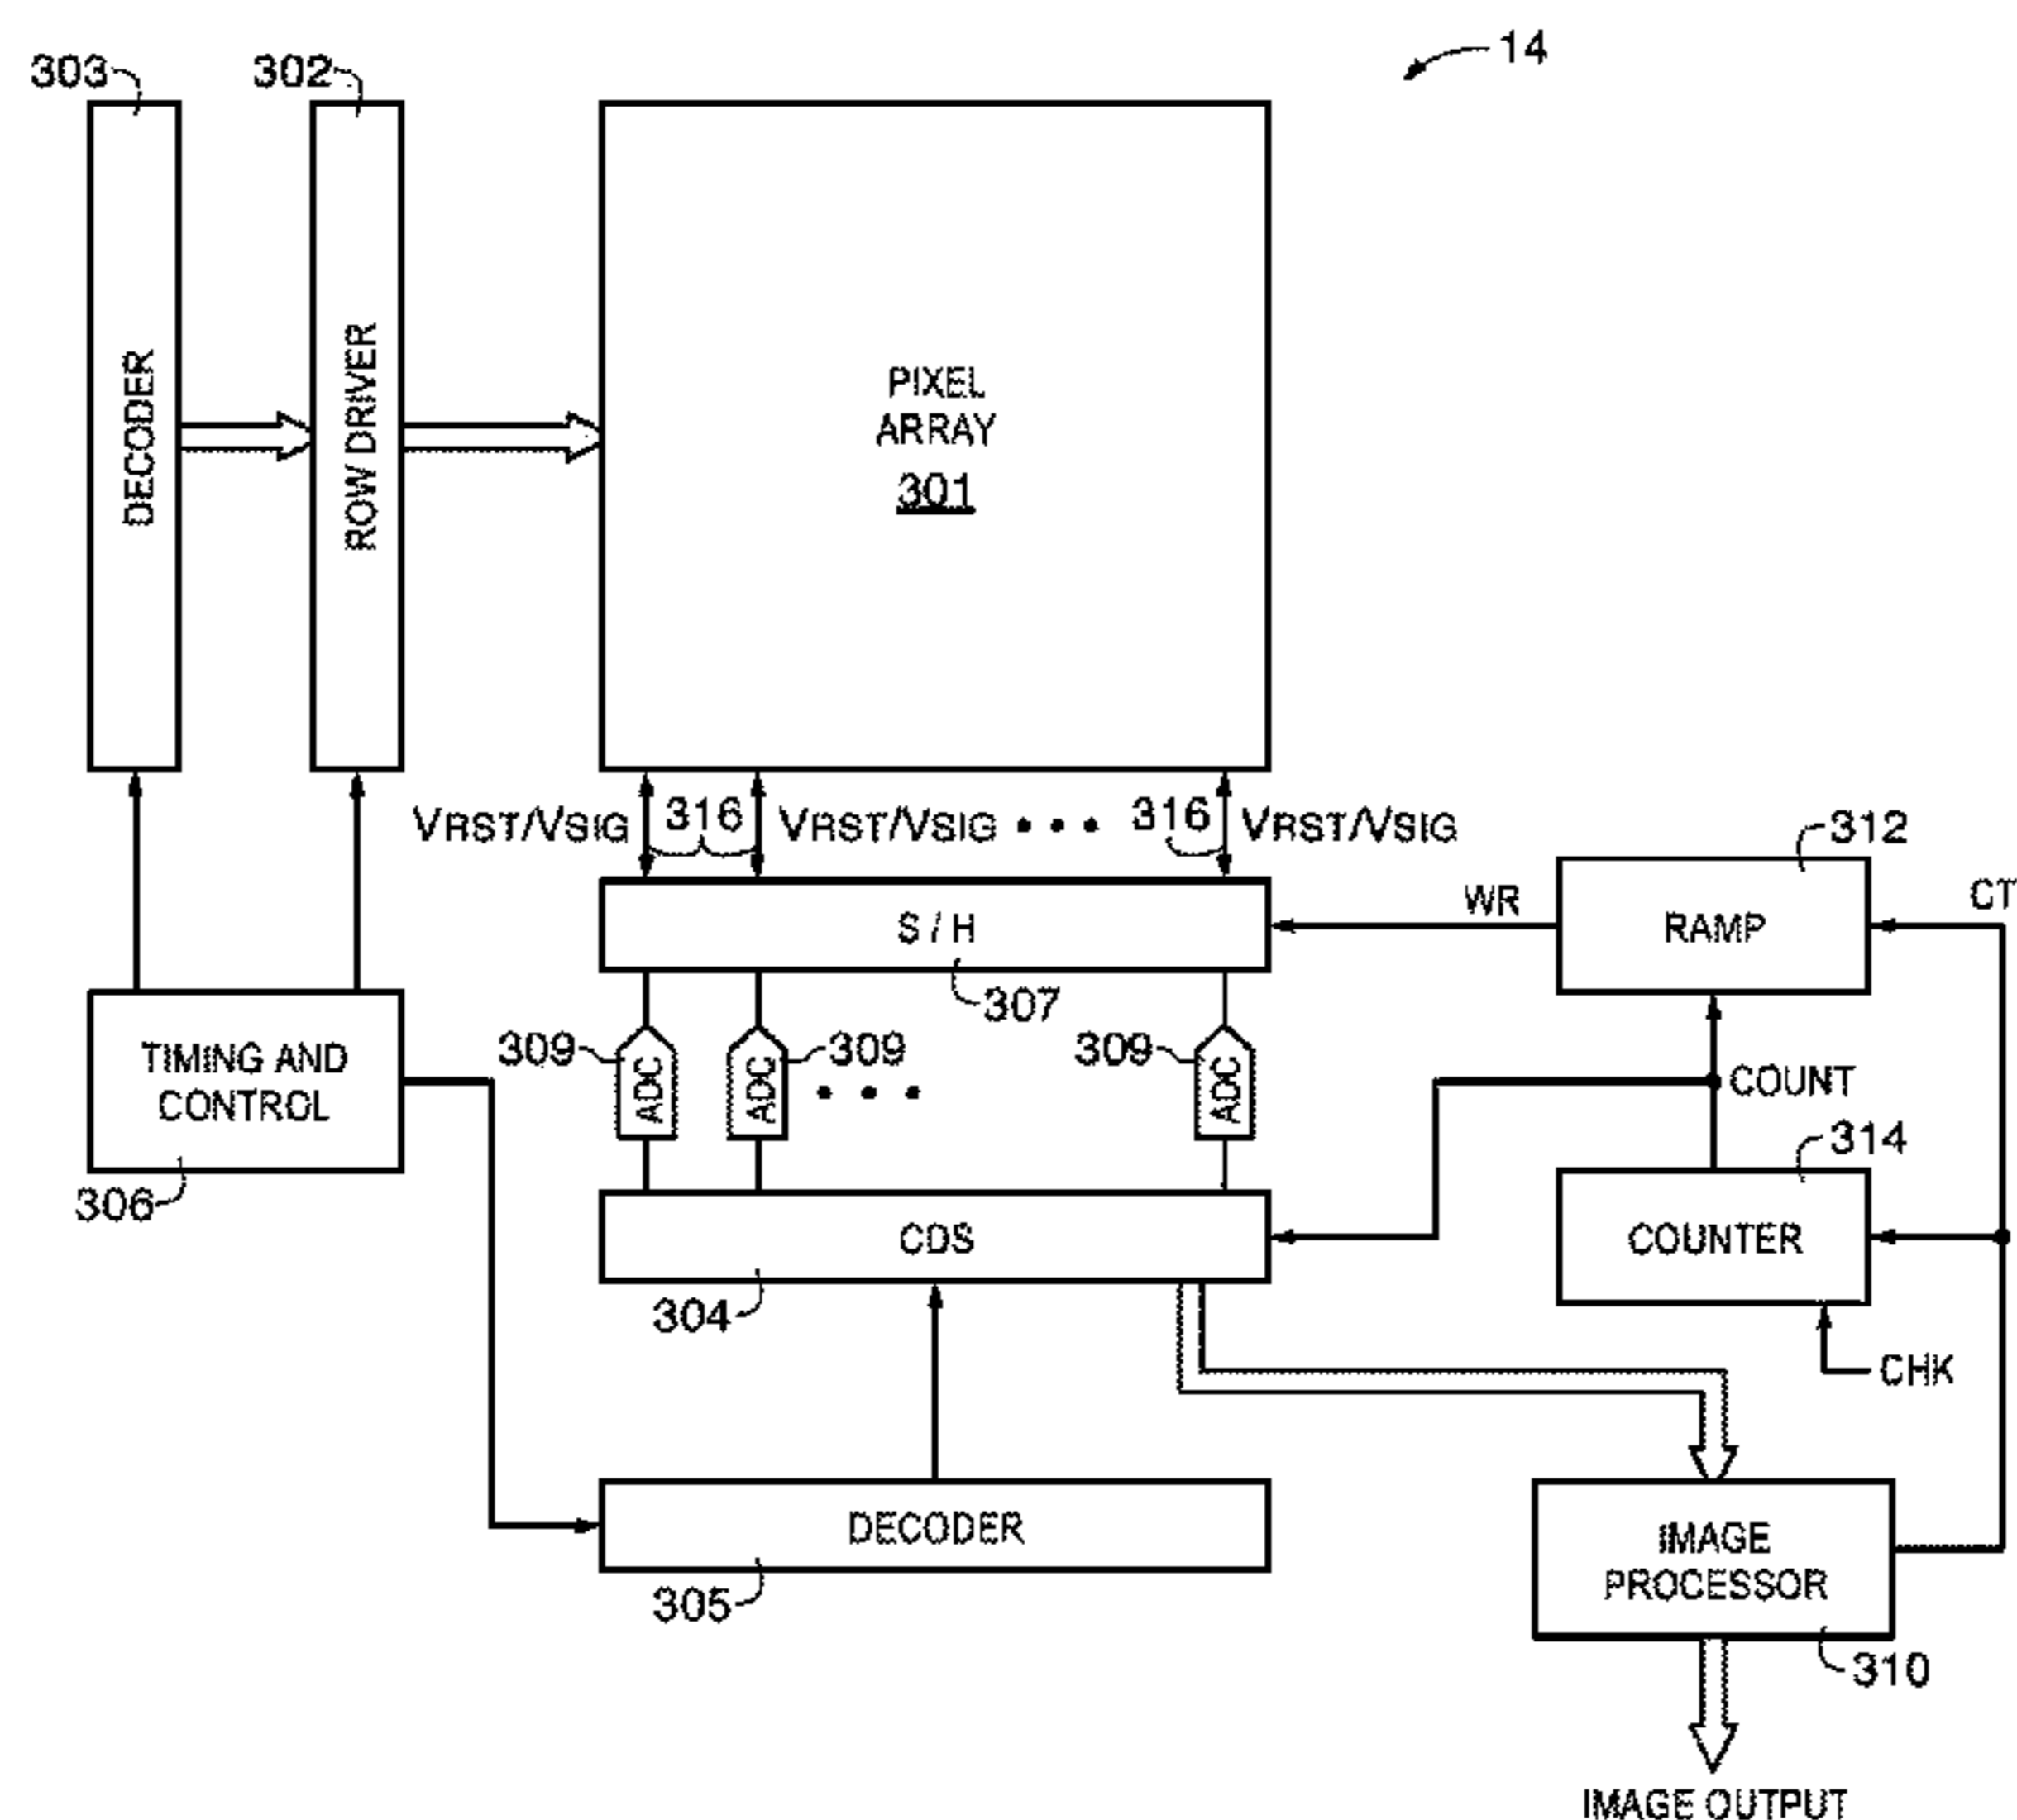 14
303
302
DECODER
ROW DRIVER
PIXEL
ARRAY
301
VRST/VSIG
316
VRST/VSIG
• • •
316
VRST/VSIG
312
WR
CT
S / H
RAMP
307
309
ADC
ADC
309
• • •
309
ADC
TIMING AND
CONTROL
COUNT
314
306
CDS
COUNTER
304
CHK
DECODER
IMAGE
PROCESSOR
305
310
IMAGE OUTPUT